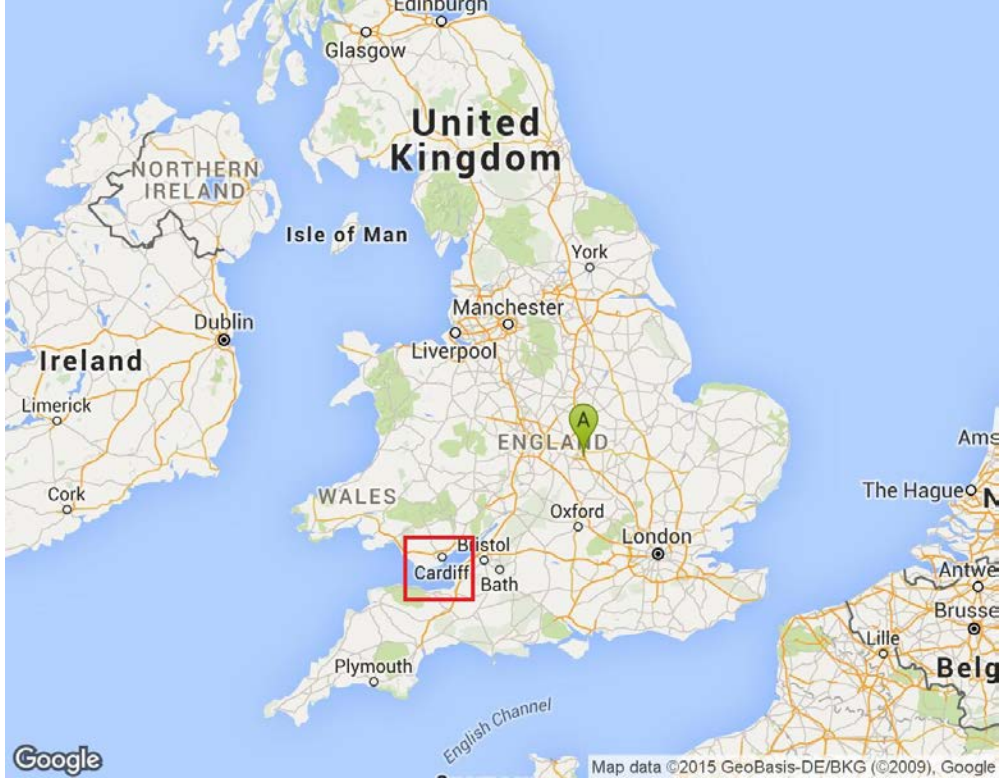 Edinburgh
Glasgow
United
Kingdom
NORTHERN
IRELAND
Isle of Man
York
Manchester
Dublin
Liverpool
Ireland
Limerick
A
ENGLAND
Ams
Cork
WALES
The Hague
N
Oxford
London
Bristol
Cardiff
Bath
Antwe
Brusse
Lille
Plymouth
Belg
English Channel
Google
Map data ©2015 GeoBasis-DE/BKG (©2009), Google